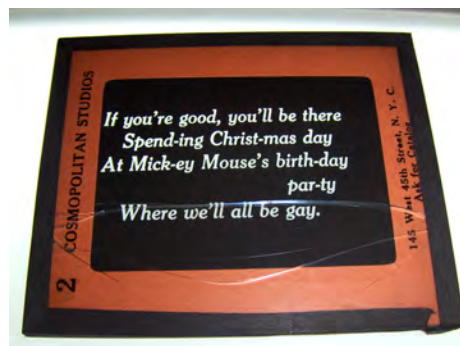 If you're good, you'll be there
Spend-ing Christ-mas day
At Mick-ey Mouse's birth-day
par-ty
Where we'll all be gay.
2 COSMOPOLITAN STUDIOS
145 West 45th Street, N. Y. C.
Ask for Catalog